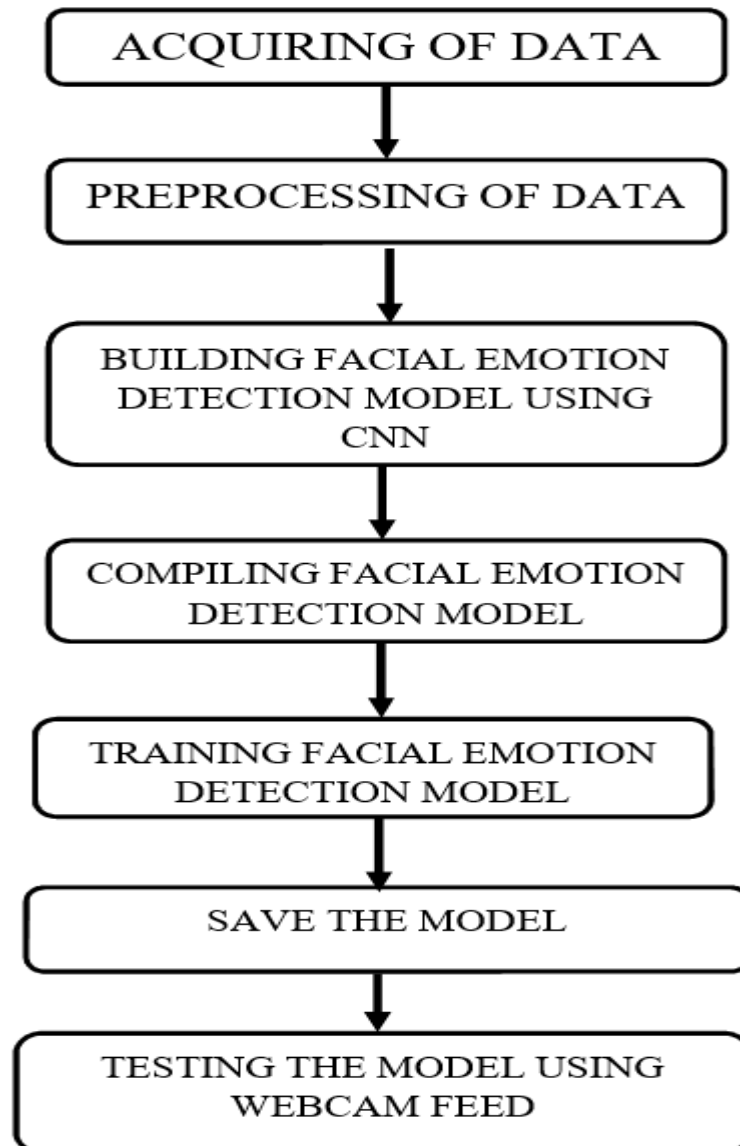 ACQUIRING OF DATA
PREPROCESSING OF DATA
BUILDING FACIAL EMOTION
DETECTION MODEL USING
CNN
COMPILING FACIAL EMOTION
DETECTION MODEL
TRAINING FACIAL EMOTION
DETECTION MODEL
SAVE THE MODEL
TESTING THE MODEL USING
WEBCAM FEED